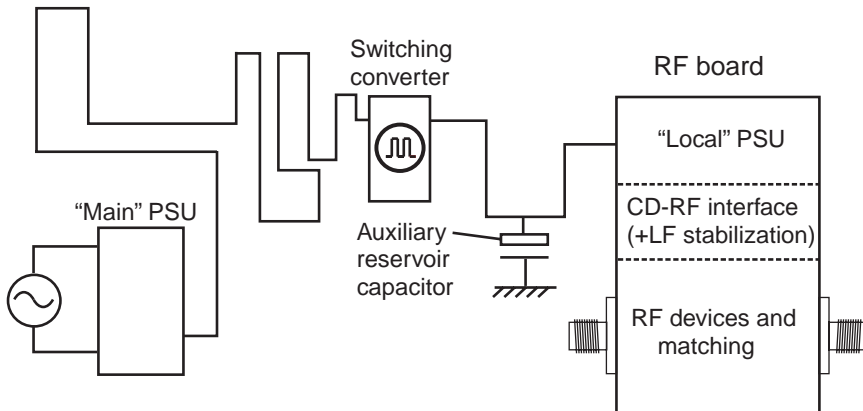 Switching
converter
RF board
“Local” PSU
“Main” PSU
CD-RF interface
(+LF stabilization)
Auxiliary
reservoir
capacitor
RF devices and
matching